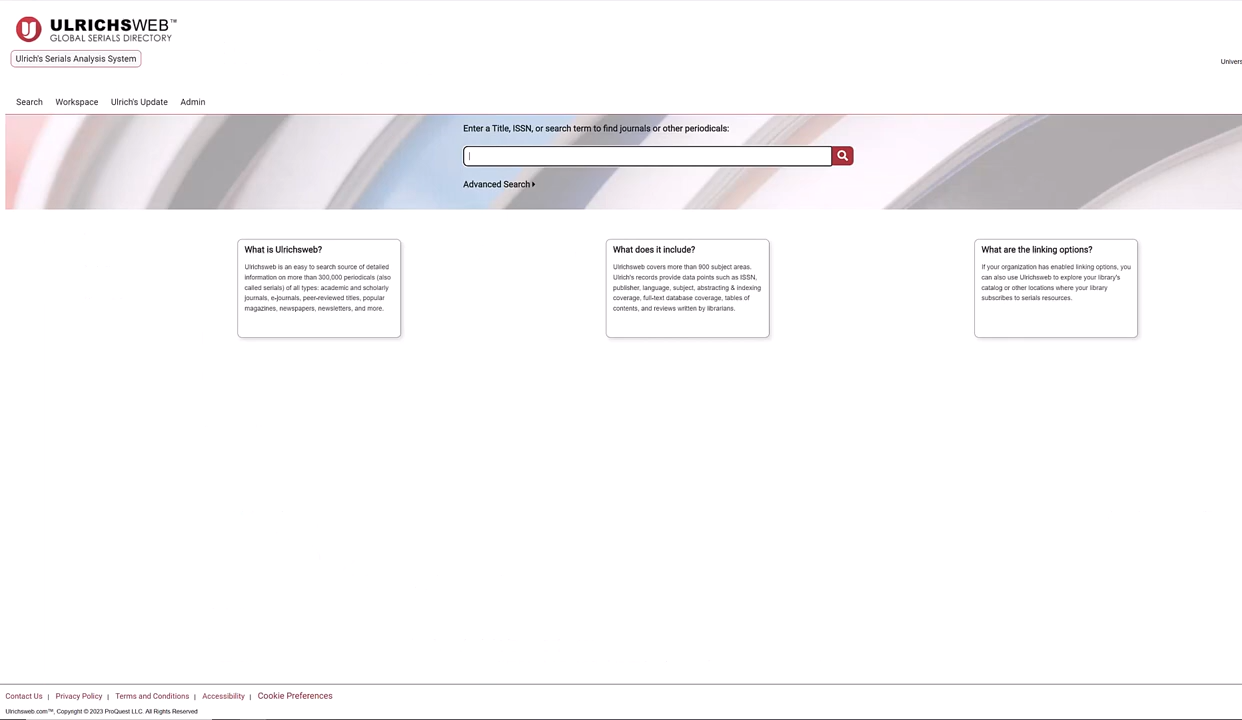 ULRICHSWEB™
GLOBAL SERIALS DIRECTORY
Ulrich's Serials Analysis System
Univers
Search Workspace Ulrich's Update Admin
Enter a Title, ISSN, or search term to find journals or other periodicals:
Advanced Search
What is Ulrichsweb?
Ulrichsweb is an easy to search source of detailed
information on more than 300,000 periodicals (also
called serials) of all types: academic and scholarly
journals, e-journals, peer-reviewed titles, popular
magazines, newspapers, newsletters, and more.
What does it include?
Ulrichsweb covers more than 900 subject areas.
Ulrich's records provide data points such as ISSN,
publisher, language, subject, abstracting & indexing
coverage, full-text database coverage, tables of
contents, and reviews written by librarians.
What are the linking options?
If your organization has enabled linking options, you
can also use Ulrichsweb to explore your library's
catalog or other locations where your library
subscribes to serials resources.
Contact Us | Privacy Policy | Terms and Conditions | Accessibility | Cookie Preferences
Ulrichsweb.com™, Copyright © 2023 ProQuest LLC. All Rights Reserved